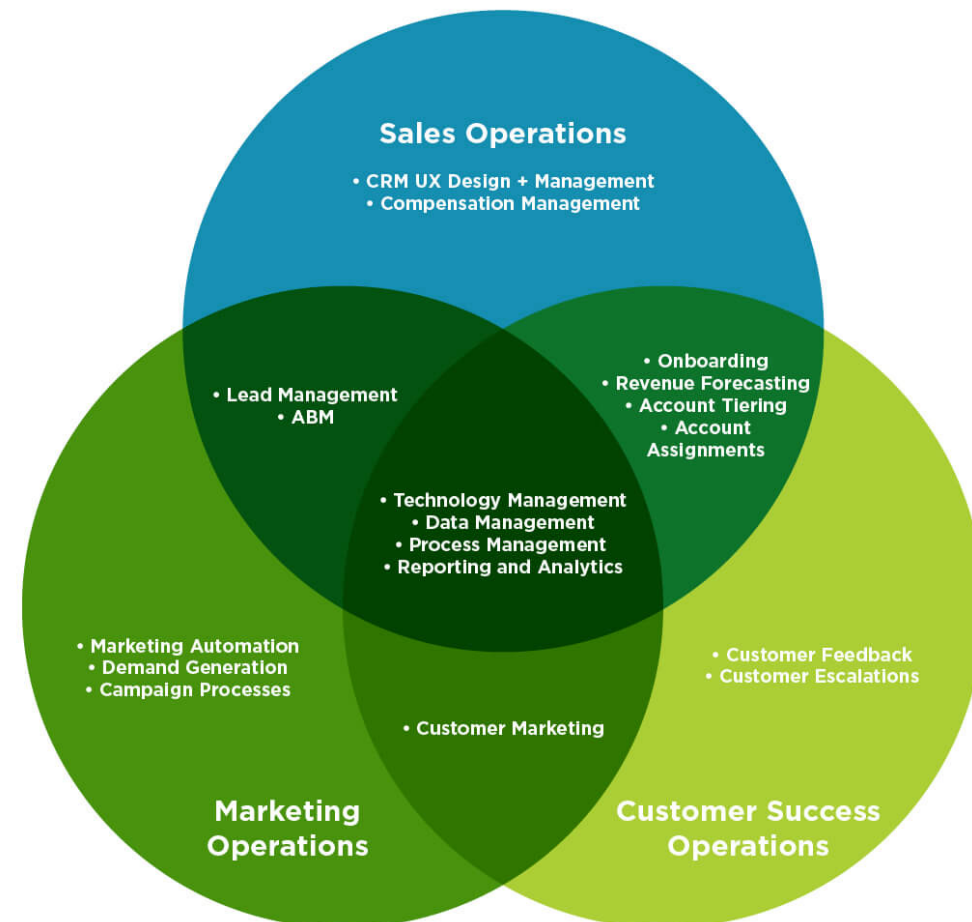 Sales Operations
• CRM UX Design + Management
• Compensation Management
• Lead Management
• ABM
• Onboarding
• Revenue Forecasting
• Account Tiering
• Account
Assignments
• Technology Management
• Data Management
• Process Management
• Reporting and Analytics
• Marketing Automation
• Demand Generation
• Campaign Processes
• Customer Feedback
• Customer Escalations
• Customer Marketing
Marketing
Operations
Customer Success
Operations